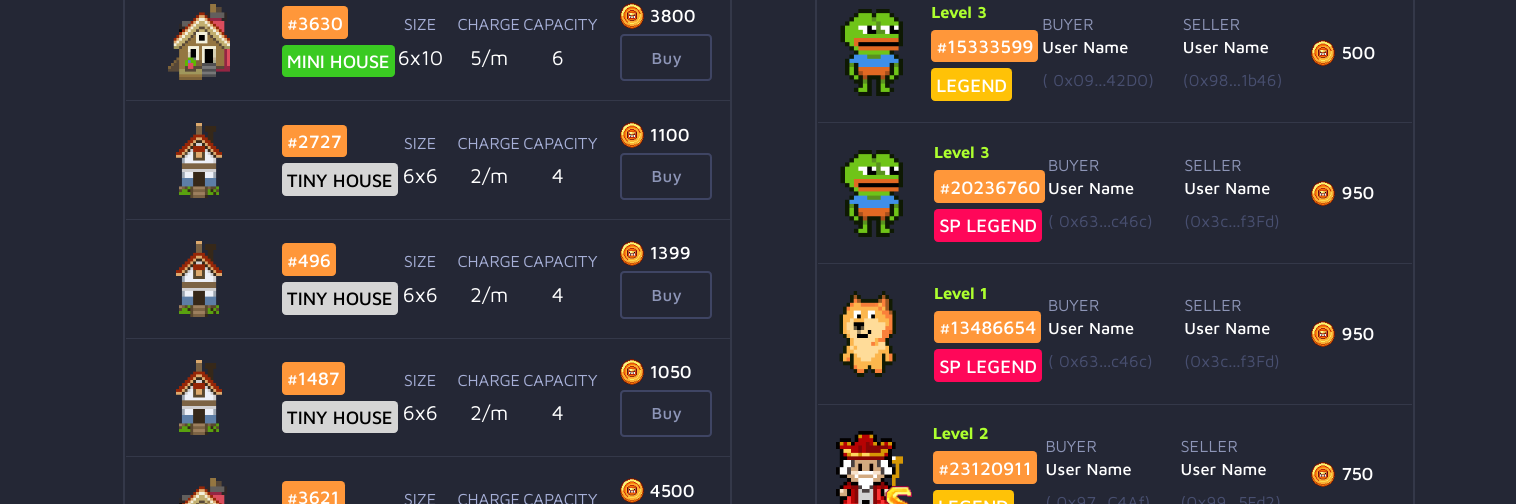 #3630 SIZE CHARGE CAPACITY 3800
MINI HOUSE 6x10 5/m 6 Buy
#2727 SIZE CHARGE CAPACITY 1100
TINY HOUSE 6x6 2/m 4 Buy
#496 SIZE CHARGE CAPACITY 1399
TINY HOUSE 6x6 2/m 4 Buy
#1487 SIZE CHARGE CAPACITY 1050
TINY HOUSE 6x6 2/m 4 Buy
#3621 SIZE CHARGE CAPACITY 4500
Level 3
BUYER SELLER
#15333599 User Name User Name 500
LEGEND ( 0x09...42D0) (0x98...1b46)
Level 3
BUYER SELLER
#20236760 User Name User Name 950
SP LEGEND ( 0x63...c46c) (0x3c...f3Fd)
Level 1
BUYER SELLER
#13486654 User Name User Name 950
SP LEGEND ( 0x63...c46c) (0x3c...f3Fd)
Level 2
BUYER SELLER
#23120911 User Name User Name 750
LEGEND ( 0x97...C4Af) (0x99...5Fd2)